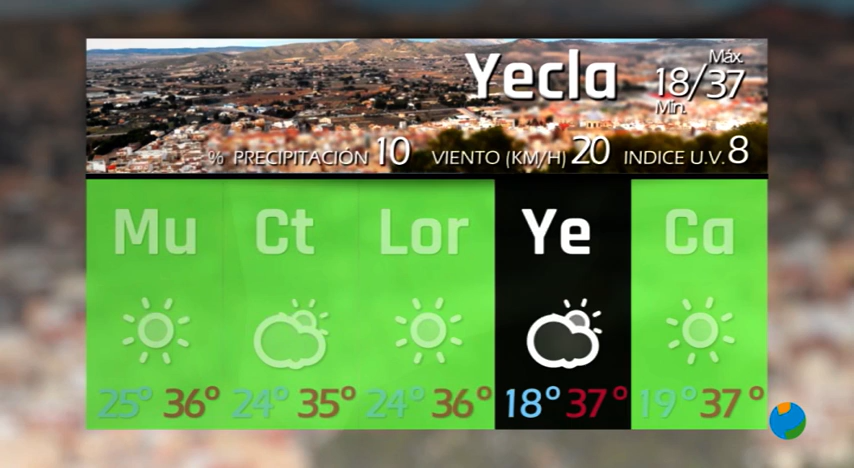 Yecla
Máx.
18/37
Mín.
% PRECIPITACIÓN 10 VIENTO (KM/H) 20 INDICE U.V. 8
Mu Ct Lor Ye Ca
25° 36° 24° 35° 24° 36° 18° 37° 19° 37°